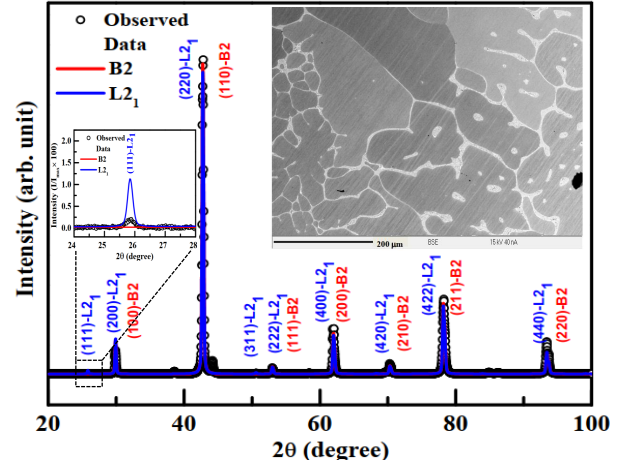 Observed
Data
B2
L2₁
(220)-L2₁
(110)-B2
Observed
Data
B2
L2₁
(111)-L2₁
2.0
1.5
1.0
0.5
0.0
Intensity (I/Iₘₐₓ × 100)
24 25 26 27 28
2θ (degree)
200 µm BSE 15 kV 40 nA
(111)-L2₁
(200)-L2₁
(100)-B2
(311)-L2₁
(222)-L2₁
(111)-B2
(400)-L2₁
(200)-B2
(420)-L2₁
(210)-B2
(422)-L2₁
(211)-B2
(440)-L2₁
(220)-B2
Intensity (arb. unit)
20 40 60 80 100
2θ (degree)